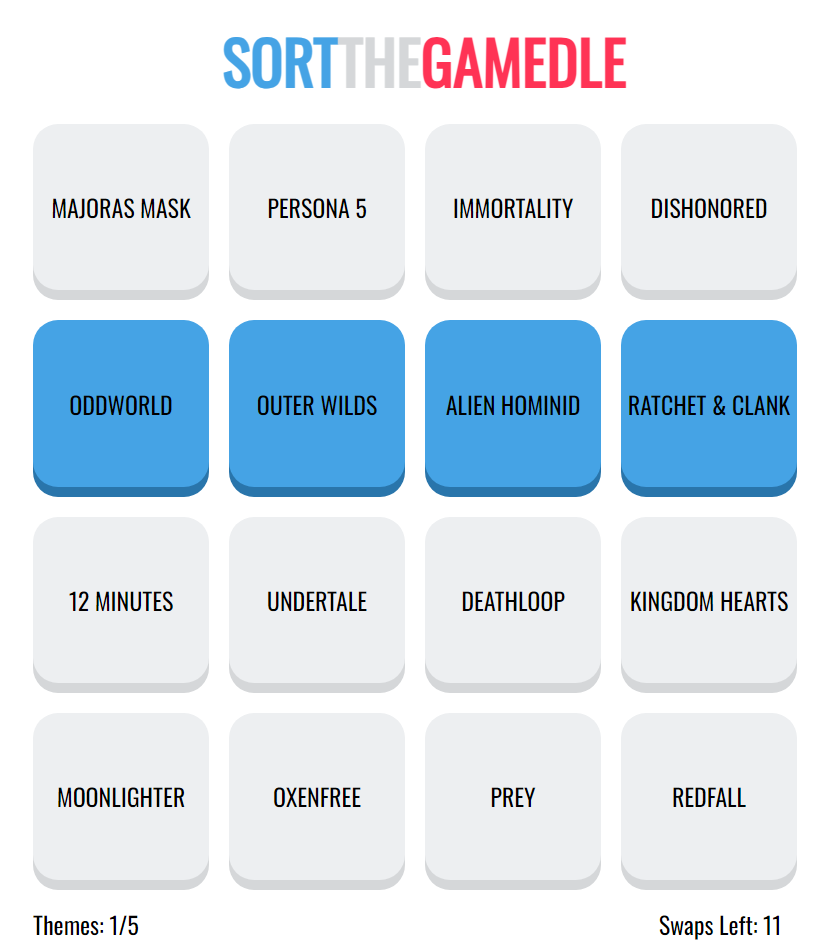 SORTTHEGAMEDLE
MAJORAS MASK PERSONA 5 IMMORTALITY DISHONORED
ODDWORLD OUTER WILDS ALIEN HOMINID RATCHET & CLANK
12 MINUTES UNDERTALE DEATHLOOP KINGDOM HEARTS
MOONLIGHTER OXENFREE PREY REDFALL
Themes: 1/5 Swaps Left: 11